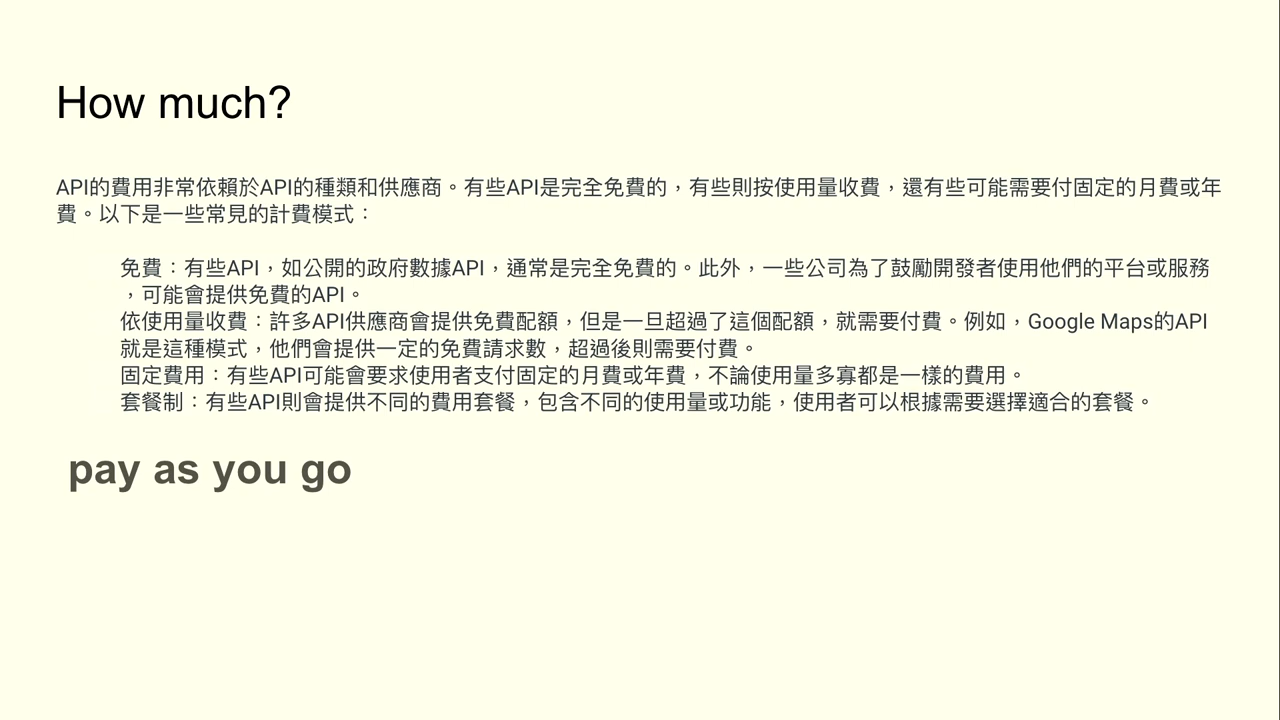 How much?
API的費用非常依賴於API的種類和供應商。有些API是完全免費的，有些則按使用量收費，還有些可能需要付固定的月費或年
費。以下是一些常見的計費模式：
免費：有些API，如公開的政府數據API，通常是完全免費的。此外，一些公司為了鼓勵開發者使用他們的平台或服務
，可能會提供免費的API。
依使用量收費：許多API供應商會提供免費配額，但是一旦超過了這個配額，就需要付費。例如，Google Maps的API
就是這種模式，他們會提供一定的免費請求數，超過後則需要付費。
固定費用：有些API可能會要求使用者支付固定的月費或年費，不論使用量多寡都是一樣的費用。
套餐制：有些API則會提供不同的費用套餐，包含不同的使用量或功能，使用者可以根據需要選擇適合的套餐。
pay as you go